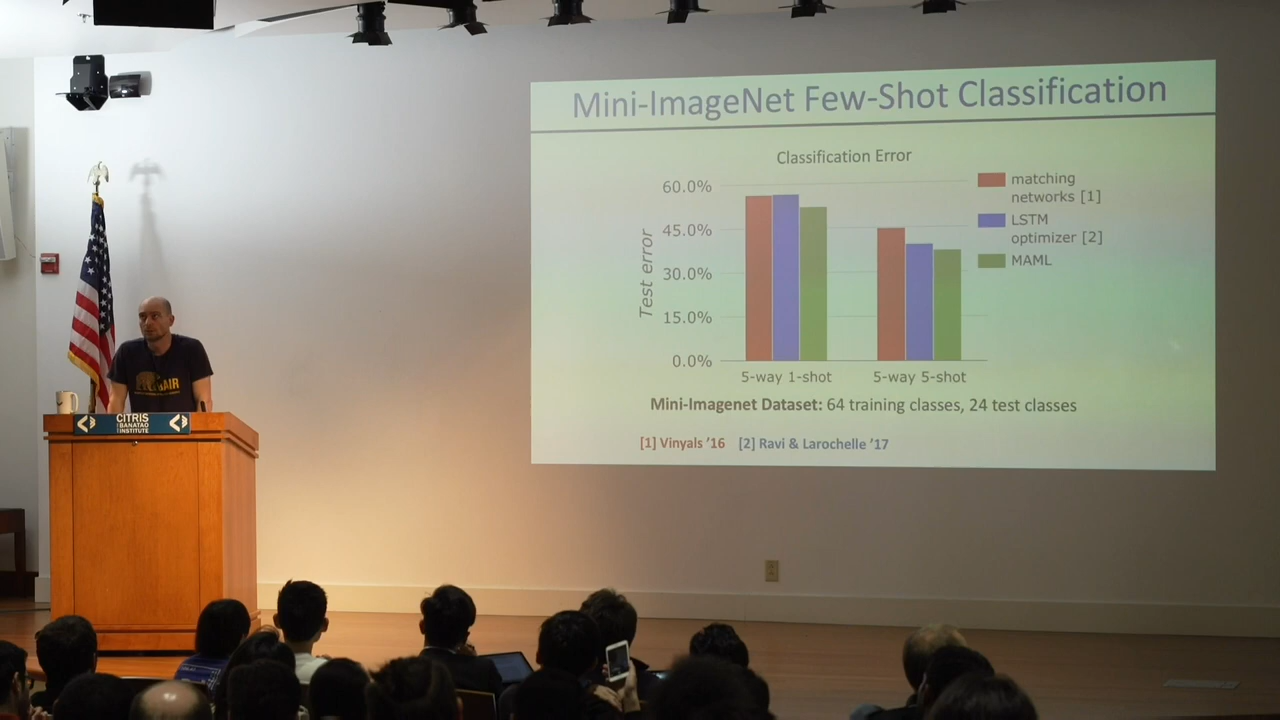 Mini-ImageNet Few-Shot Classification
Classification Error
60.0%
45.0%
30.0%
15.0%
0.0%
Test error
5-way 1-shot
5-way 5-shot
matching
networks [1]
LSTM
optimizer [2]
MAML
Mini-Imagenet Dataset: 64 training classes, 24 test classes
[1] Vinyals '16 [2] Ravi & Larochelle '17
CITRIS
BANATAO
INSTITUTE